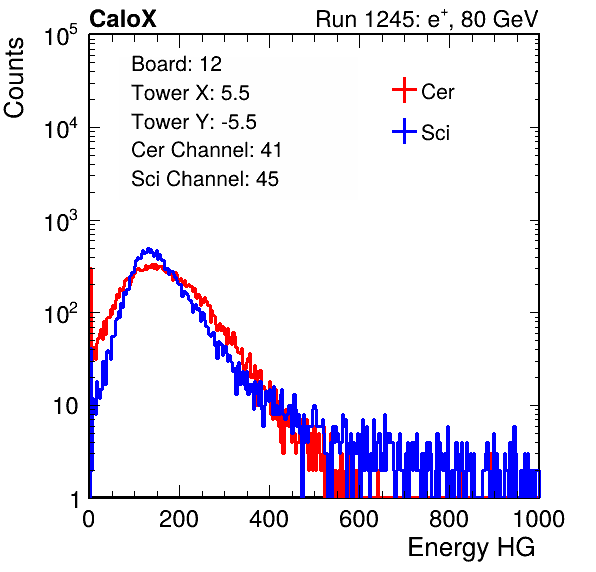 CaloX Run 1245: e⁺, 80 GeV
Counts
10⁵
10⁴
10³
10²
10
1
Board: 12
Tower X: 5.5
Tower Y: -5.5
Cer Channel: 41
Sci Channel: 45
Cer
Sci
0 200 400 600 800 1000
Energy HG